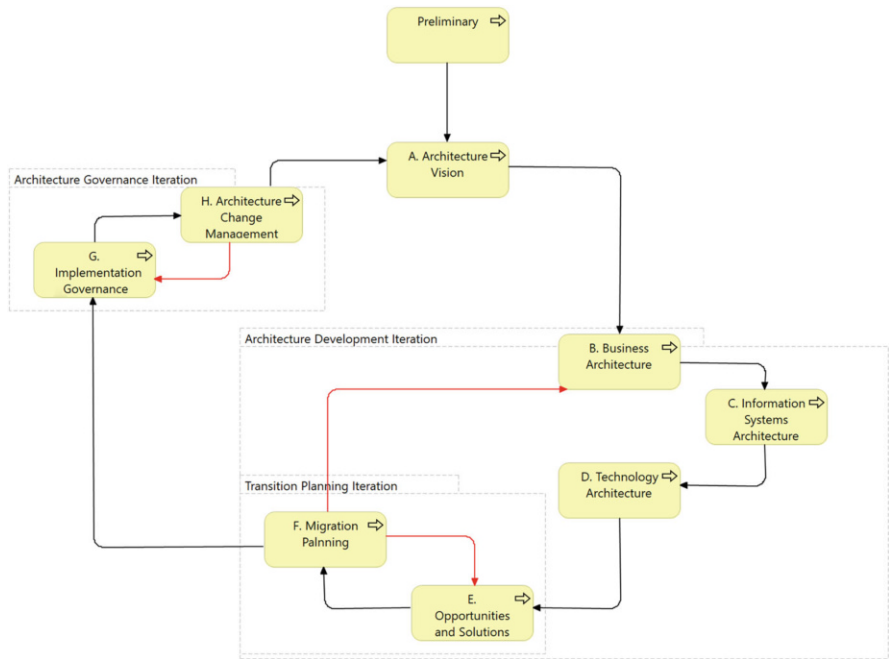 Preliminary
A. Architecture
Vision
Architecture Governance Iteration
H. Architecture
Change
Management
G.
Implementation
Governance
Architecture Development Iteration
B. Business
Architecture
C. Information
Systems
Architecture
D. Technology
Architecture
Transition Planning Iteration
F. Migration
Palnning
E.
Opportunities
and Solutions